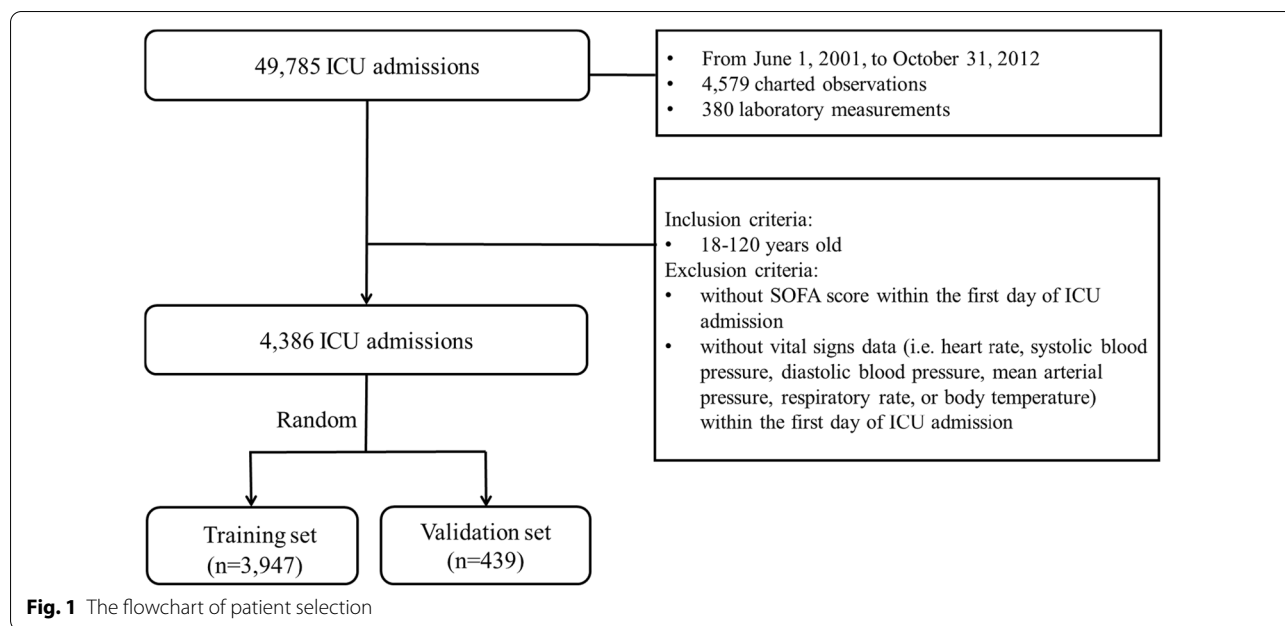 49,785 ICU admissions
• From June 1, 2001, to October 31, 2012
• 4,579 charted observations
• 380 laboratory measurements
Inclusion criteria:
• 18-120 years old
Exclusion criteria:
• without SOFA score within the first day of ICU
admission
• without vital signs data (i.e. heart rate, systolic blood
pressure, diastolic blood pressure, mean arterial
pressure, respiratory rate, or body temperature)
within the first day of ICU admission
4,386 ICU admissions
Random
Training set
(n=3,947)
Validation set
(n=439)
Fig. 1 The flowchart of patient selection